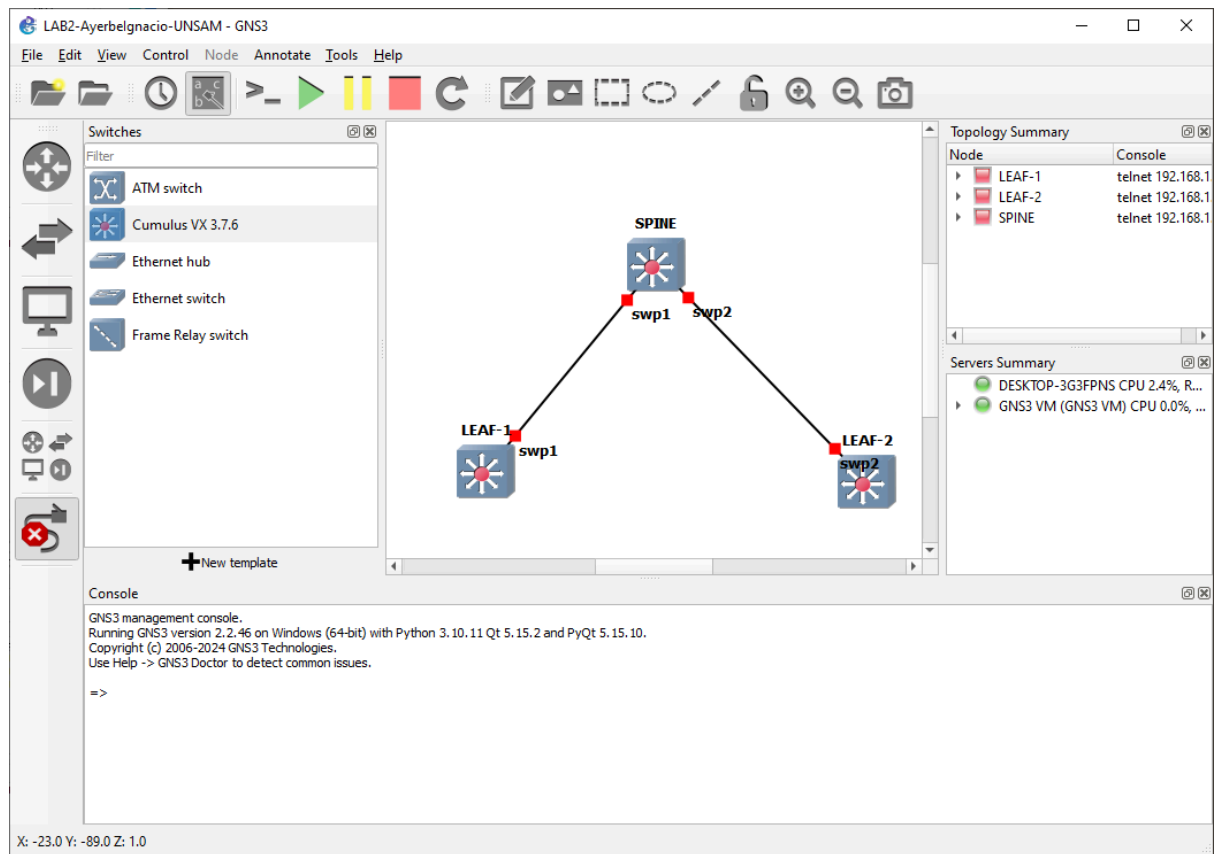 LAB2-AyerbeIgnacio-UNSAM - GNS3
File Edit View Control Node Annotate Tools Help
Switches
Filter
ATM switch
Cumulus VX 3.7.6
Ethernet hub
Ethernet switch
Frame Relay switch
New template
SPINE
swp1 swp2
LEAF-1
swp1
LEAF-2
swp2
Topology Summary
Node Console
LEAF-1 telnet 192.168.1
LEAF-2 telnet 192.168.1
SPINE telnet 192.168.1
Servers Summary
DESKTOP-3G3FPNS CPU 2.4%, R...
GNS3 VM (GNS3 VM) CPU 0.0%, ...
Console
GNS3 management console.
Running GNS3 version 2.2.46 on Windows (64-bit) with Python 3.10.11 Qt 5.15.2 and PyQt 5.15.10.
Copyright (c) 2006-2024 GNS3 Technologies.
Use Help -> GNS3 Doctor to detect common issues.
=>
X: -23.0 Y: -89.0 Z: 1.0